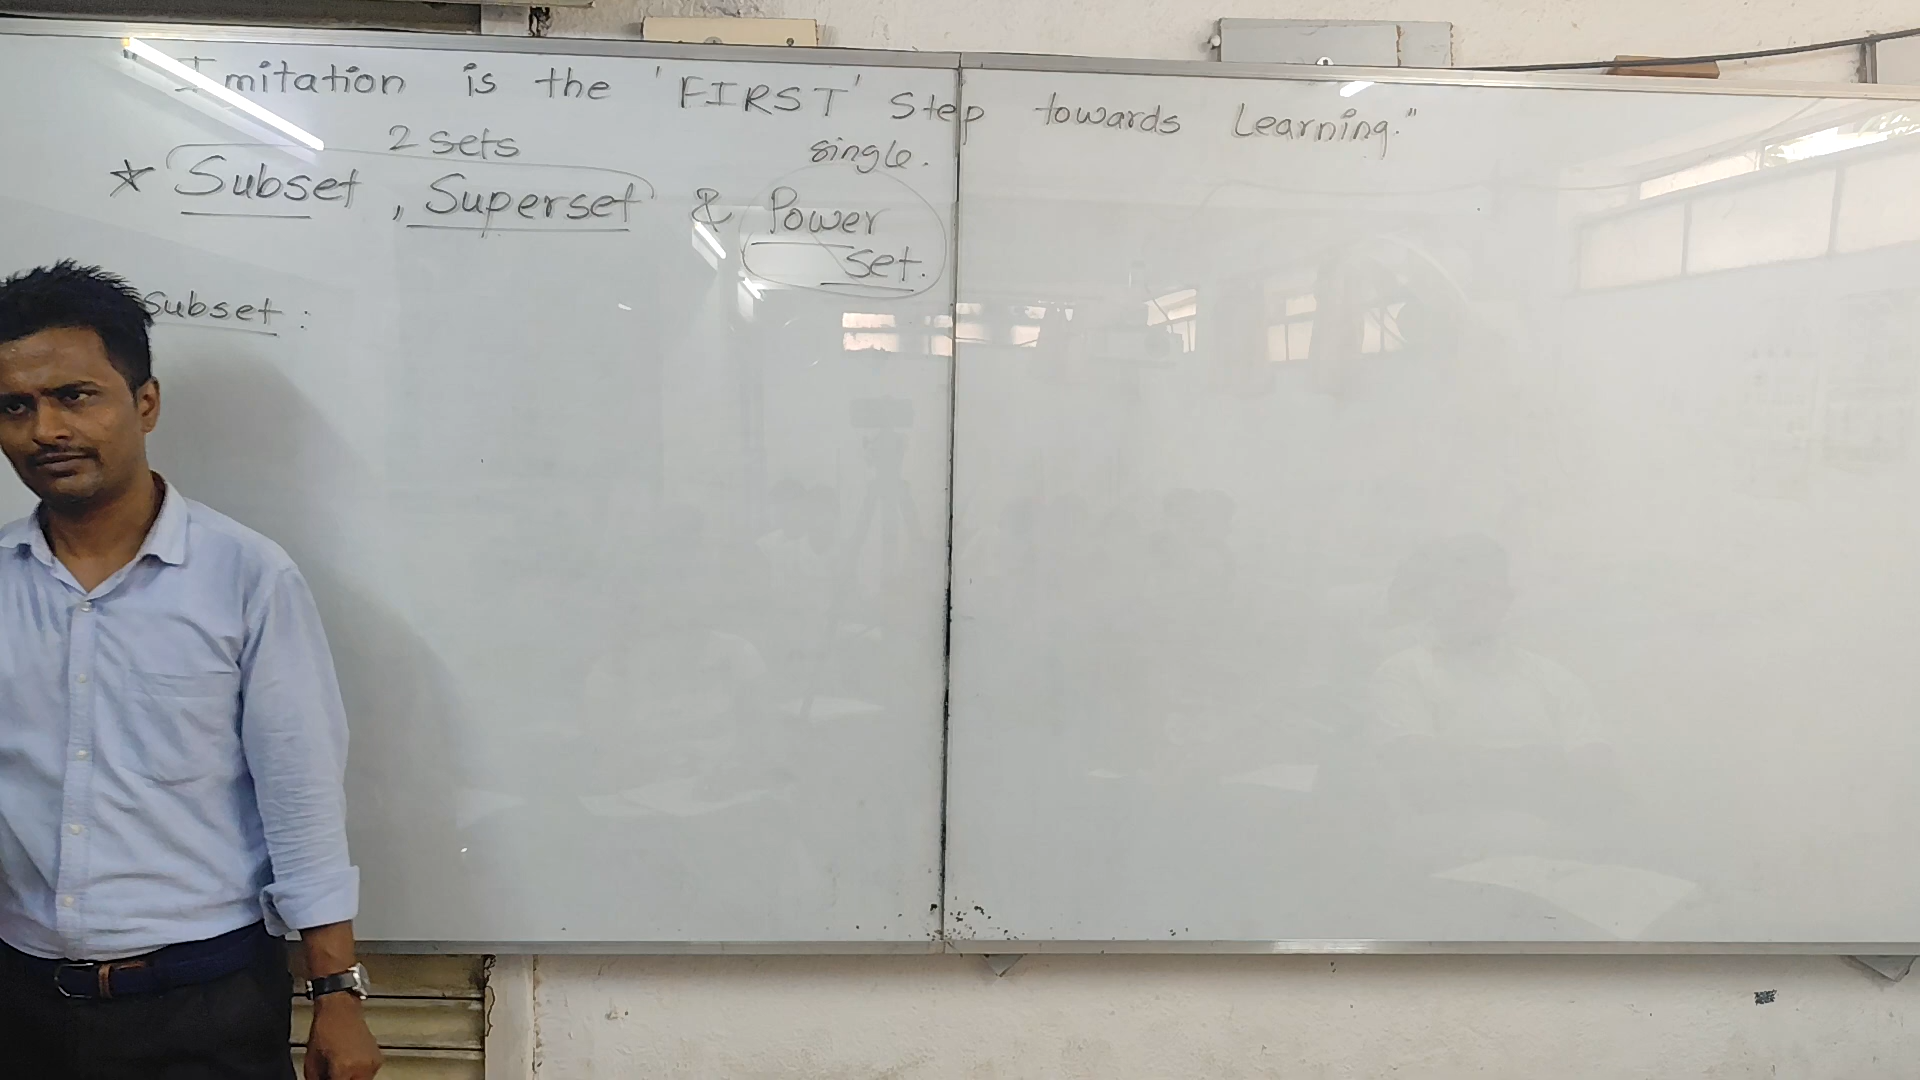 " Imitation is the 'FIRST' Step towards Learning."
2 sets single.
* Subset, Superset & Power
set.
Subset :